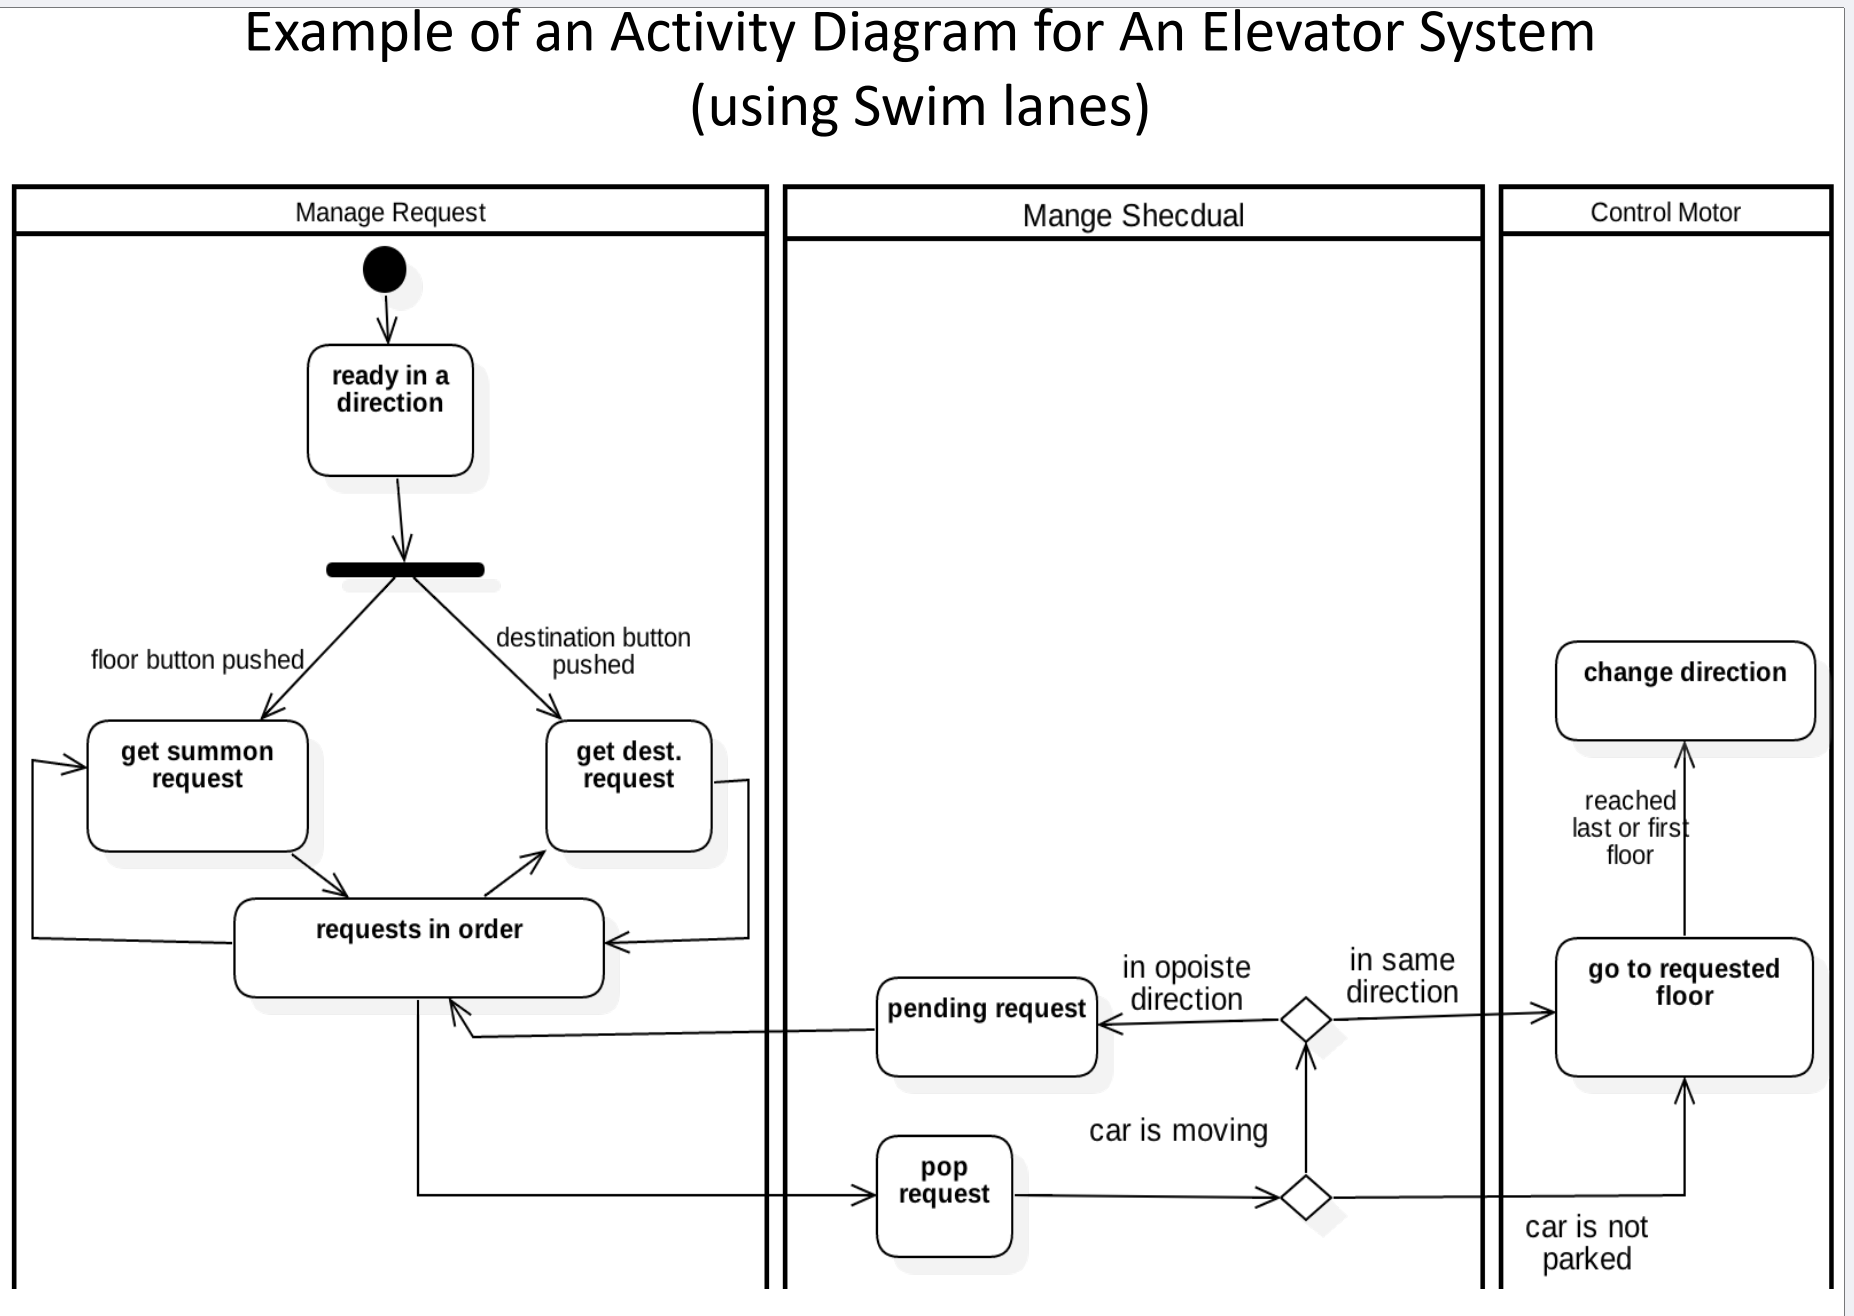 Example of an Activity Diagram for An Elevator System
(using Swim lanes)
Manage Request
Mange Shecdual
Control Motor
ready in a
direction
floor button pushed
destination button
pushed
get summon
request
get dest.
request
requests in order
change direction
reached
last or first
floor
go to requested
floor
in opoiste
direction
in same
direction
pending request
car is moving
pop
request
car is not
parked